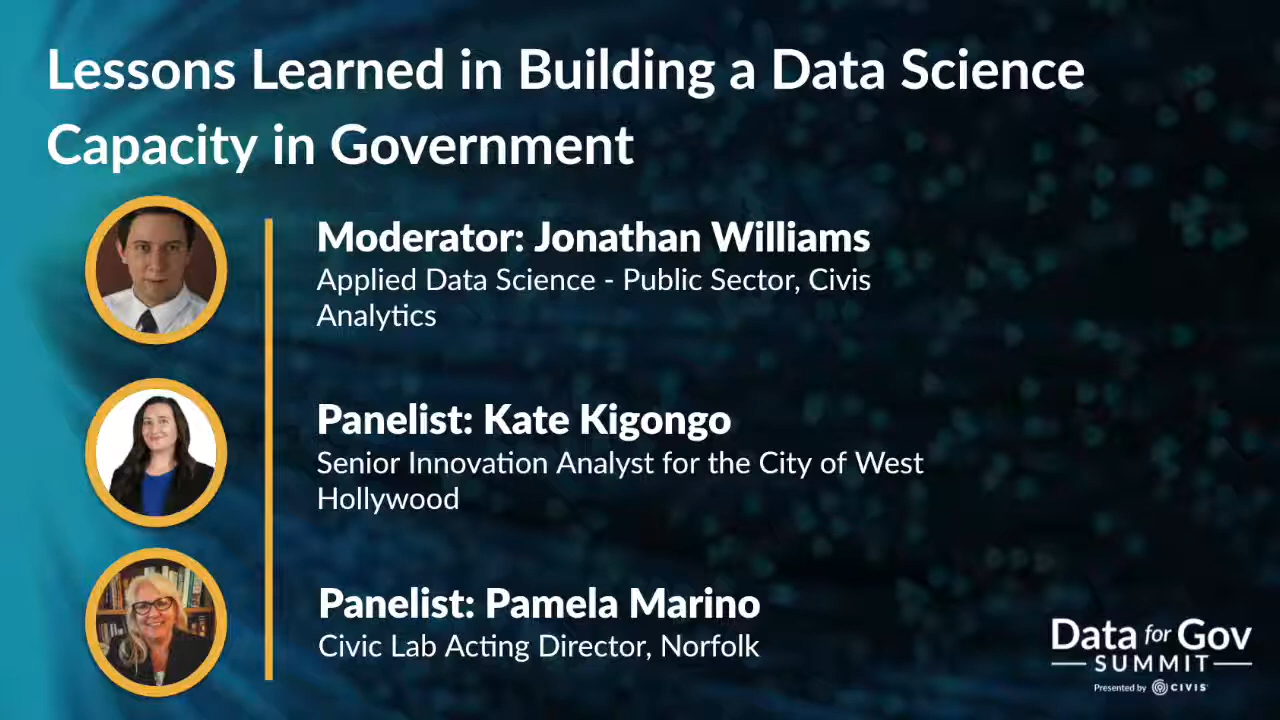 Lessons Learned in Building a Data Science
Capacity in Government
Moderator: Jonathan Williams
Applied Data Science - Public Sector, Civis
Analytics
Panelist: Kate Kigongo
Senior Innovation Analyst for the City of West
Hollywood
Panelist: Pamela Marino
Civic Lab Acting Director, Norfolk
Data for Gov
SUMMIT
Presented by CIVIS